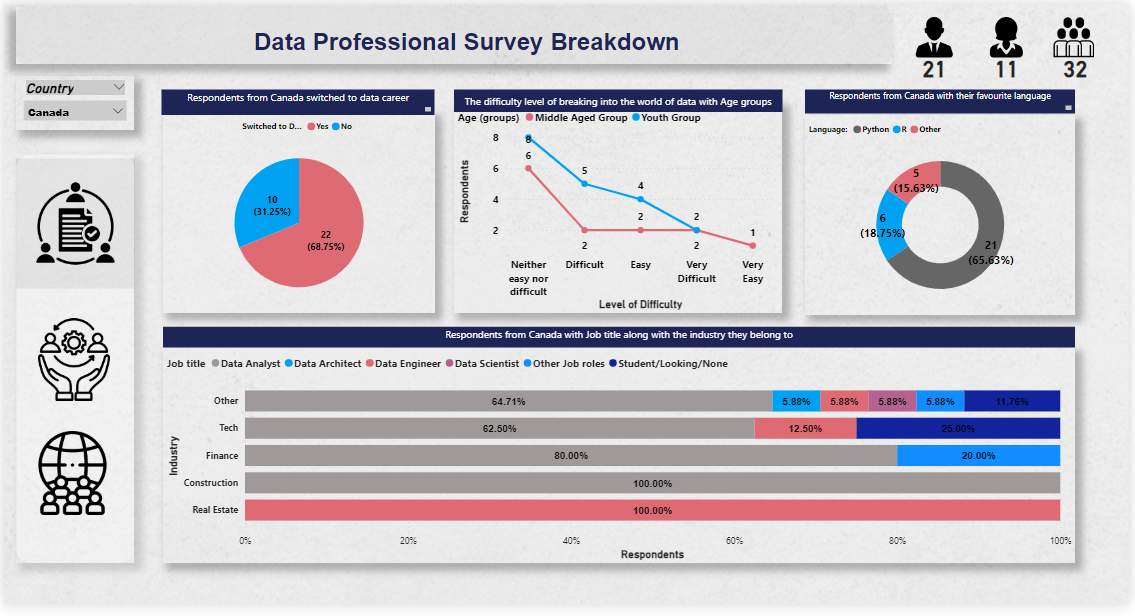 Data Professional Survey Breakdown
21
11
32
Country
Canada
Respondents from Canada switched to data career
Switched to D... Yes No
10
(31.25%)
22
(68.75%)
The difficulty level of breaking into the world of data with Age groups
Age (groups) Middle Aged Group Youth Group
Respondents
8
6
4
2
8
6
5
2
4
2
2
2
1
Neither easy nor difficult
Difficult
Easy
Very Difficult
Very Easy
Level of Difficulty
Respondents from Canada with their favourite language
Language: Python R Other
5
(15.63%)
6
(18.75%)
21
(65.63%)
Respondents from Canada with Job title along with the industry they belong to
Job title Data Analyst Data Architect Data Engineer Data Scientist Other Job roles Student/Looking/None
Industry
Other 64.71% 5.88% 5.88% 5.88% 5.88% 11.76%
Tech 62.50% 12.50% 25.00%
Finance 80.00% 20.00%
Construction 100.00%
Real Estate 100.00%
0% 20% 40% 60% 80% 100%
Respondents